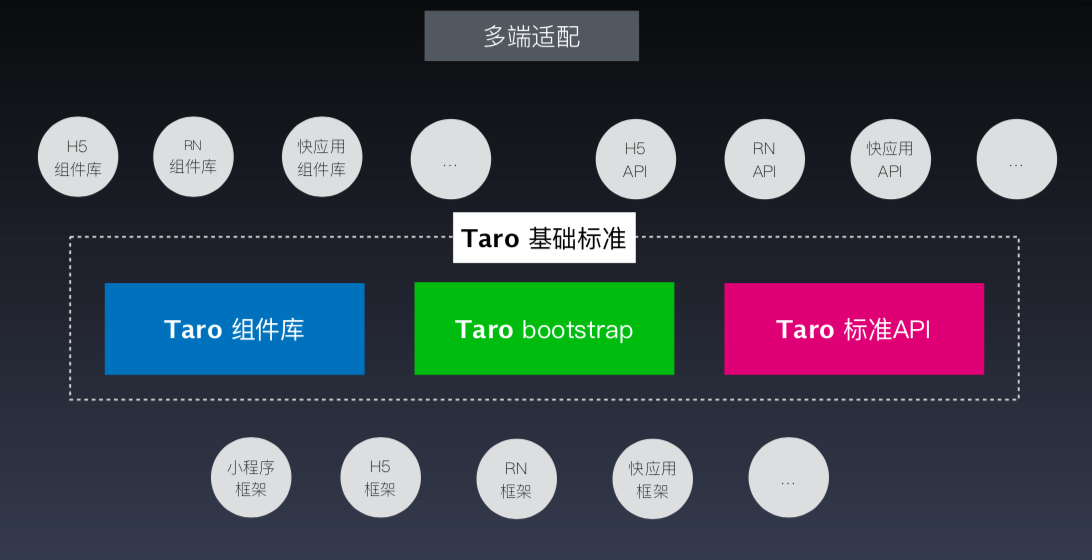 多端适配
H5
组件库
RN
组件库
快应用
组件库
...
H5
API
RN
API
快应用
API
...
Taro 基础标准
Taro 组件库
Taro bootstrap
Taro 标准API
小程序
框架
H5
框架
RN
框架
快应用
框架
...